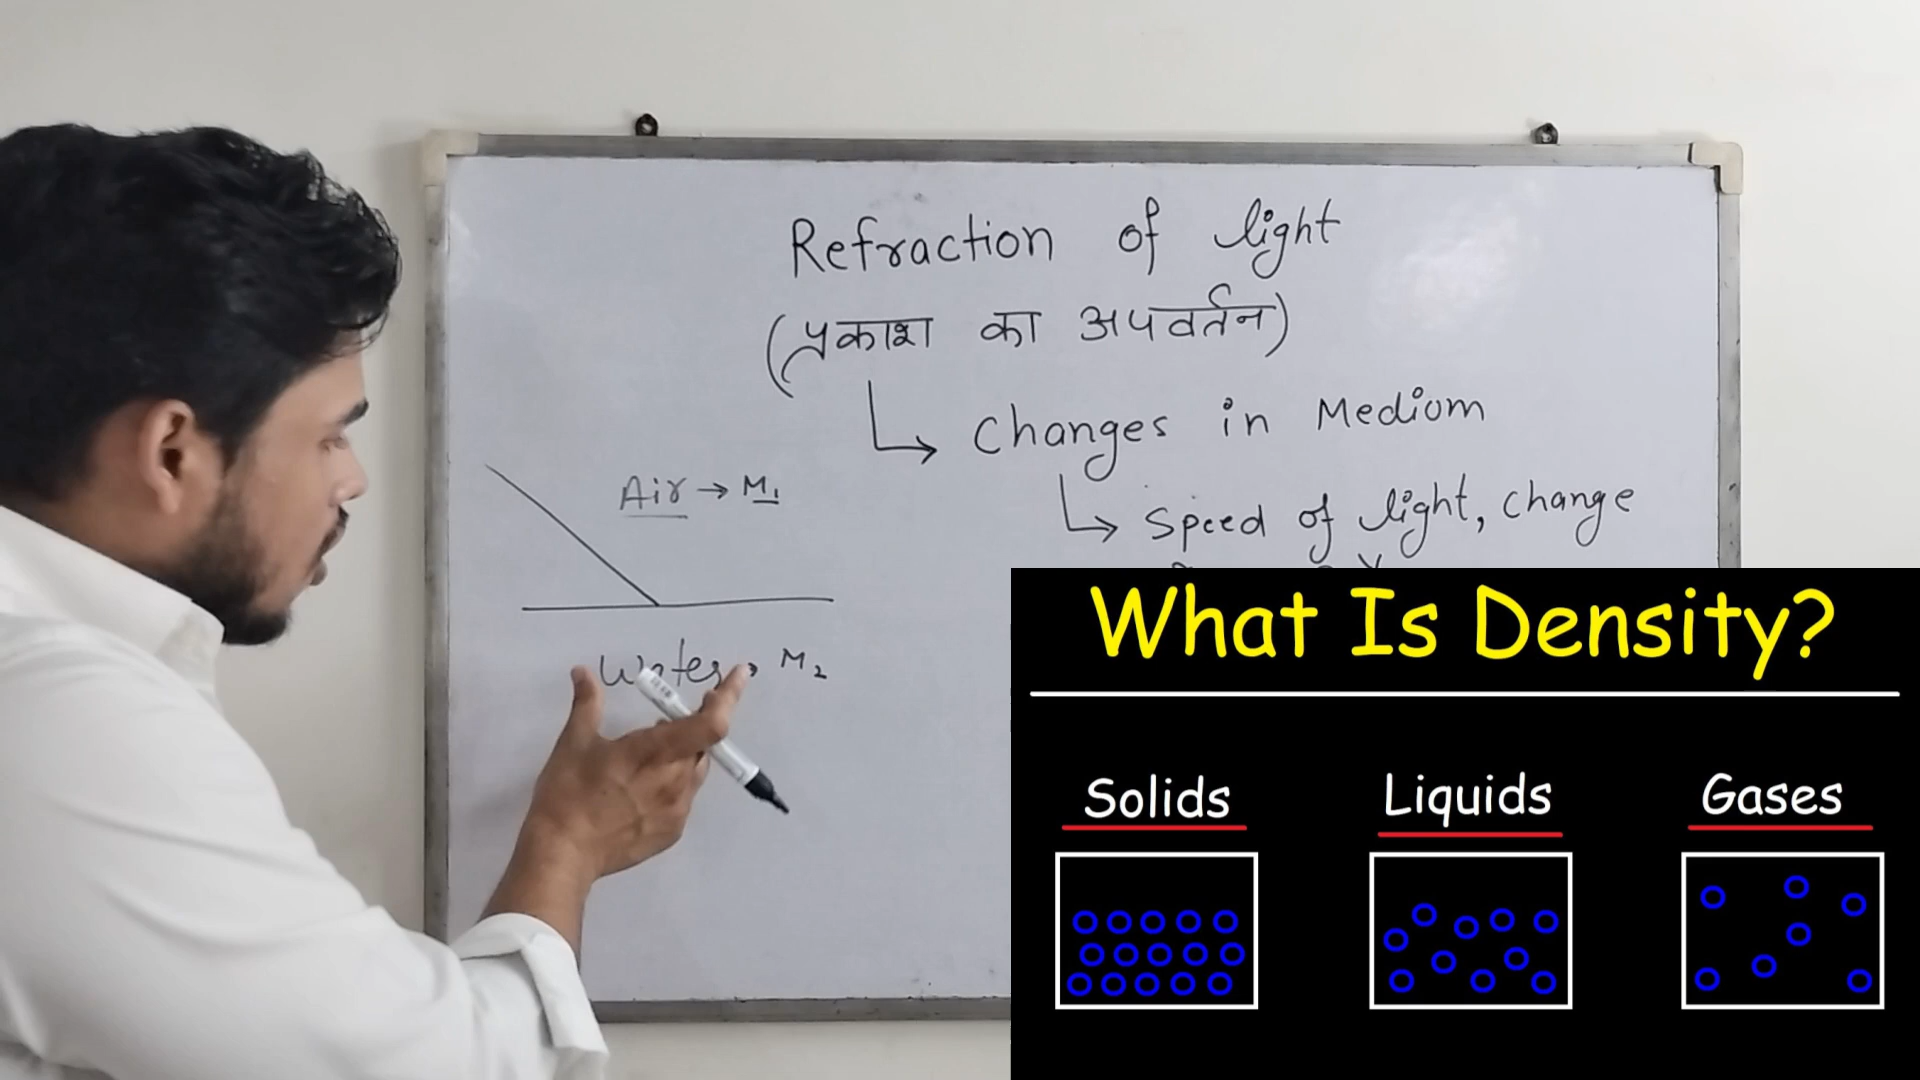 Refraction of light
(प्रकाश का अपवर्तन)
Changes in Mediom
Speed of light, change
Air → M₁
Water → M₂
What Is Density?
Solids
Liquids
Gases